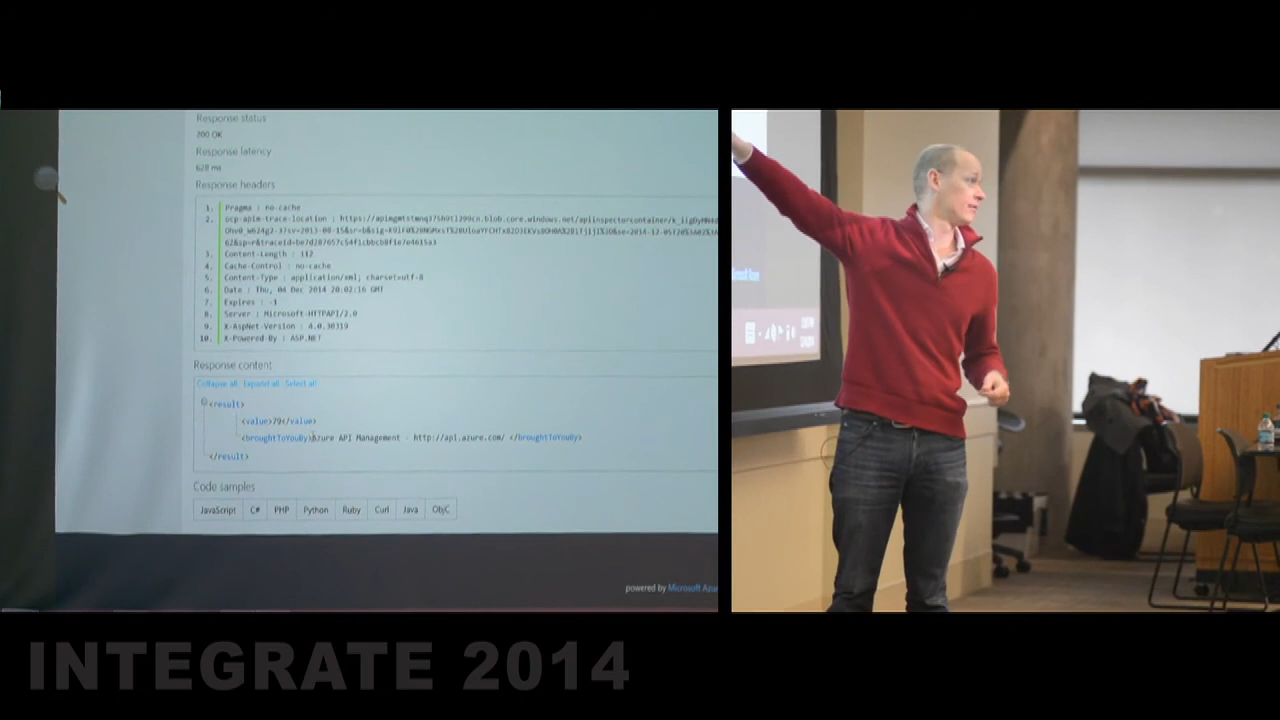 Response status
200 OK
Response latency
628 ms
Response headers
1. Pragma : no-cache
2. ocp-apim-trace-location :
3. Content-Length : 112
4. Cache-Control : no-cache
5. Content-Type : application/xml; charset=utf-8
6. Date : Thu, 04 Dec 2014 20:02:16 GMT
7. Expires : -1
8. Server : Microsoft-HTTPAPI/2.0
9. X-AspNet-Version : 4.0.30319
10. X-Powered-By : ASP.NET
Response content
Collapse all Expand all Select all
<result>
<value>79</value>
<broughtToYouBy>Azure API Management - http://api.azure.com/ </broughtToYouBy>
</result>
Code samples
JavaScript C# PHP Python Ruby Curl Java ObjC
powered by Microsoft Azu
INTEGRATE 2014